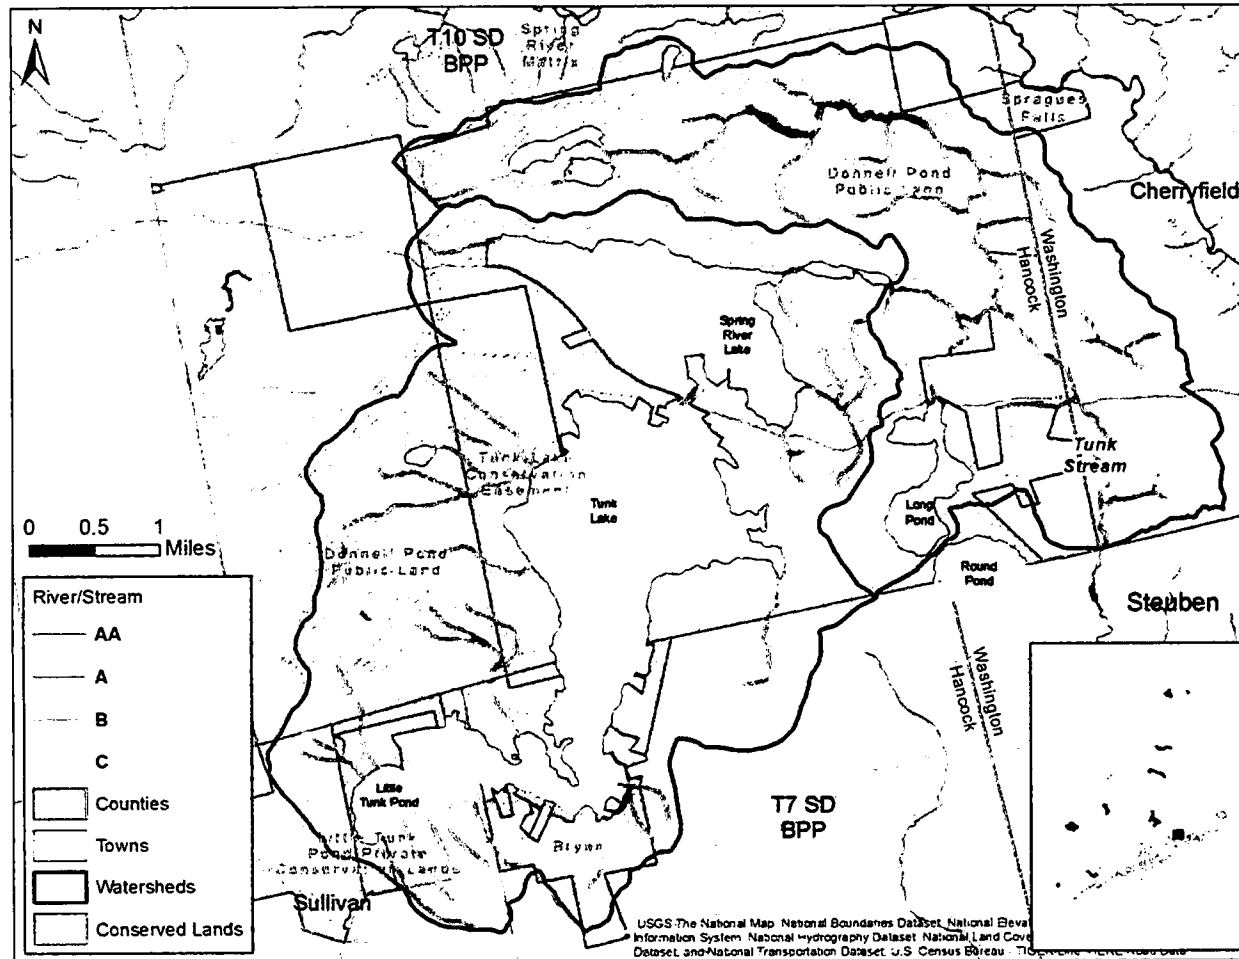 N
T10 SD
BPP
Spring
River
Matrix
Spragues
Falls
Donnell Pond
Public Land
Cherryfield
Washington
Hancock
Spring
River
Lake
Tunk
Stream
Tunk Lake
Conservation
Easement
Tunk
Lake
Long
Pond
0 0.5 1
Miles
Donnell Pond
Public Land
Round
Pond
Steuben
River/Stream
AA
A
B
C
Counties
Towns
Watersheds
Conserved Lands
Washington
Hancock
Little
Tunk Pond
T7 SD
BPP
Little Tunk
Pond Private
Conservation Lands
Bryan
Sullivan
USGS The National Map National Boundaries Dataset, National Eleva
Information System National Hydrography Dataset National Land Cove
Dataset, and National Transportation Dataset, U.S. Census Bureau - TIGER/Line